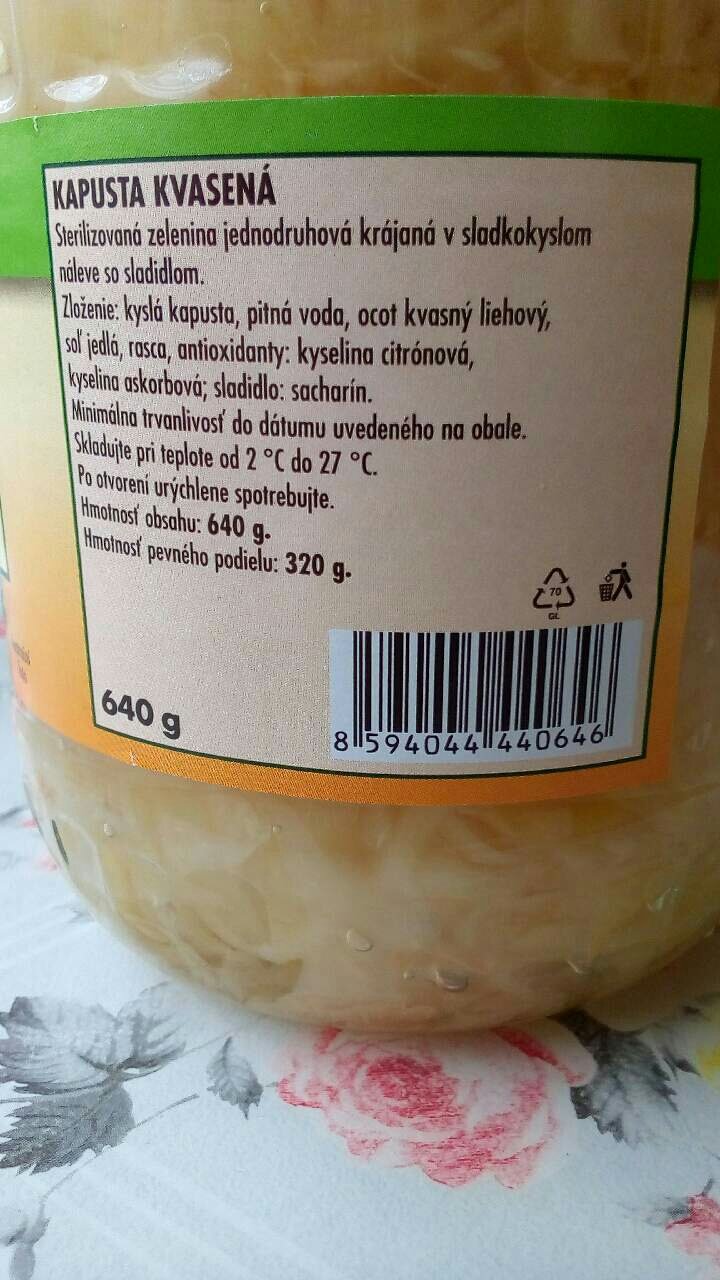 KAPUSTA KVASENÁ
Sterilizovaná zelenina jednodruhová krájaná v sladkokyslom
náleve so sladidlom.
Zloženie: kyslá kapusta, pitná voda, ocot kvasný liehový,
soľ jedlá, rasca, antioxidanty: kyselina citrónová,
kyselina askorbová; sladidlo: sacharín.
Minimálna trvanlivosť do dátumu uvedeného na obale.
Skladujte pri teplote od 2 °C do 27 °C.
Po otvorení urýchlene spotrebujte.
Hmotnosť obsahu: 640 g.
Hmotnosť pevného podielu: 320 g.
70
GL
640 g
8 594044 440646